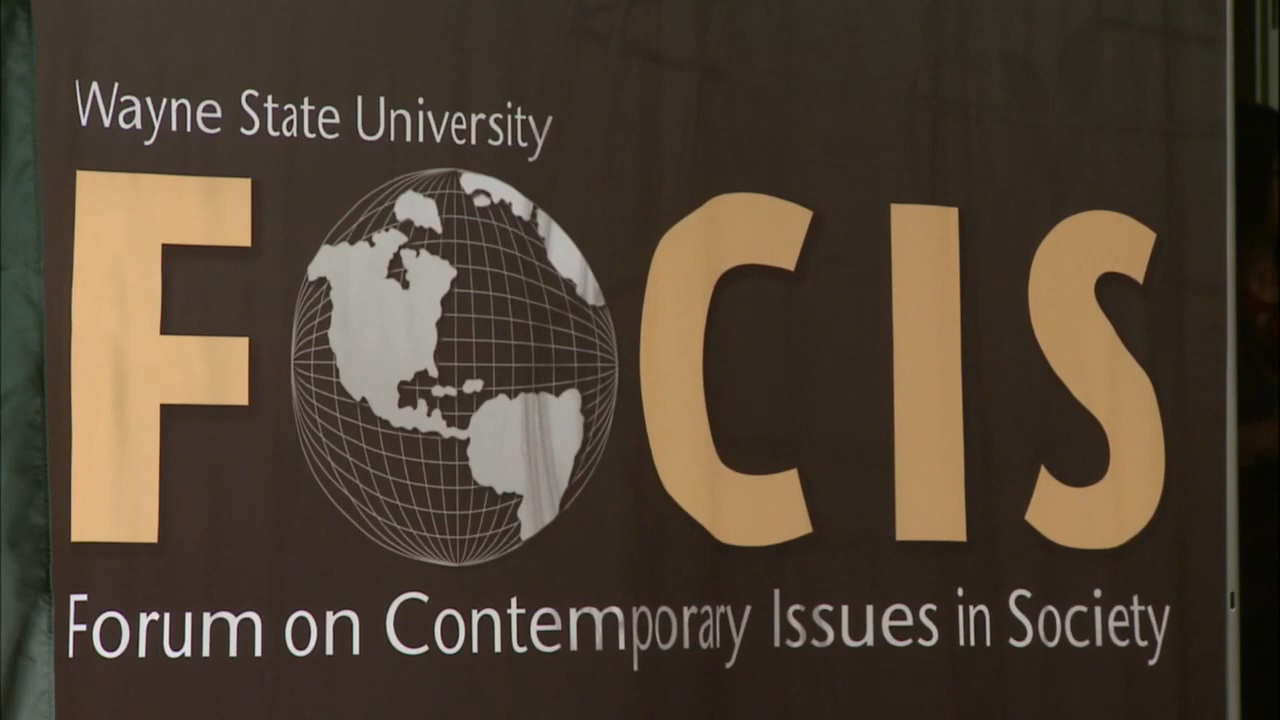 Wayne State University
FOCIS
Forum on Contemporary Issues in Society